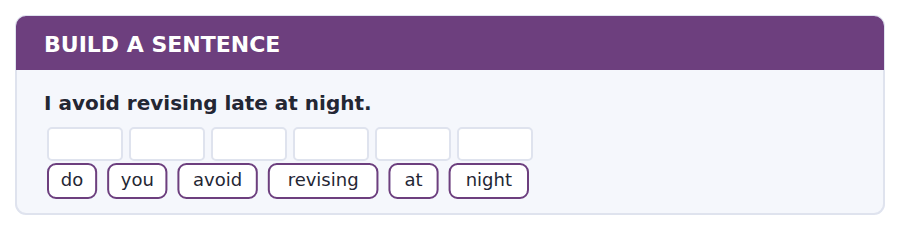 BUILD A SENTENCE
I avoid revising late at night.
do you avoid revising at night